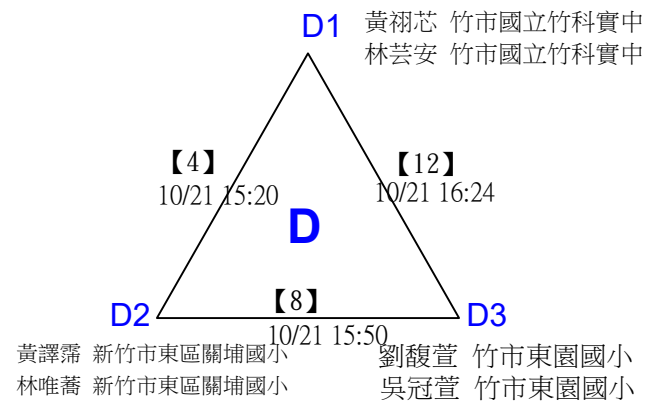 D1 黃栩芯 竹市國立竹科實中
林芸安 竹市國立竹科實中
【4】 【12】
10/21 15:20 10/21 16:24
D
D2 【8】 D3
10/21 15:50
黃譯霈 新竹市東區關埔國小 劉馥萱 竹市東園國小
林唯蕎 新竹市東區關埔國小 吳冠萱 竹市東園國小